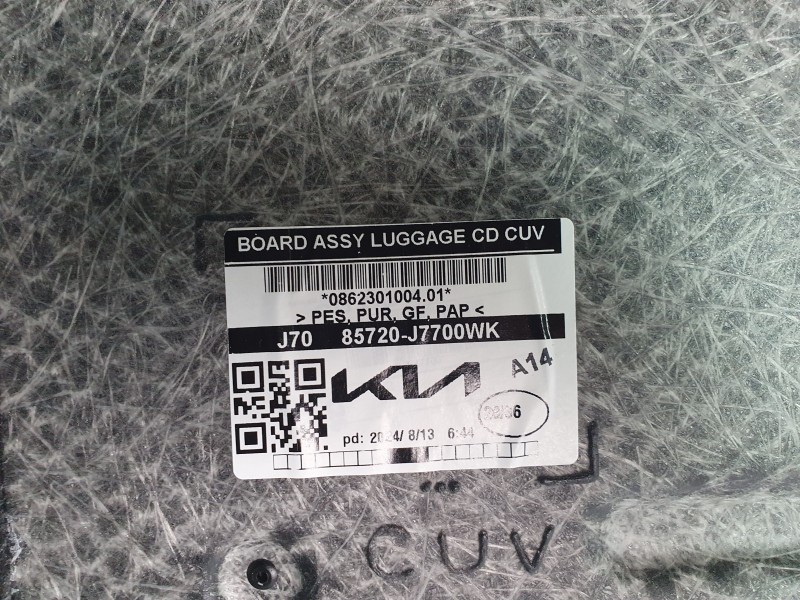 BOARD ASSY LUGGAGE CD CUV
*0862301004.01*
> PES, PUR, GF, PAP <
J70 85720-J7700WK
KIA A14
pd: 2024/ 8/13 6:44
CUV